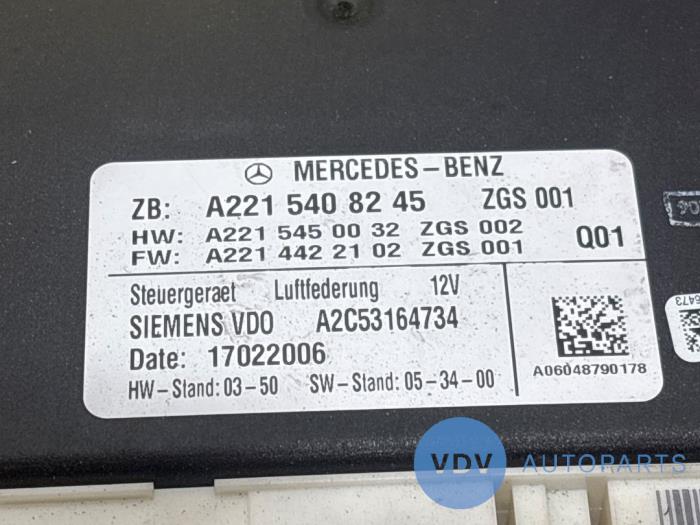 MERCEDES-BENZ
ZB: A221 540 82 45 ZGS 001
HW: A221 545 00 32 ZGS 002
FW: A221 442 21 02 ZGS 001
Q01
Steuergeraet Luftfederung 12V
SIEMENS VDO A2C53164734
Date: 17022006
HW-Stand: 03-50 SW-Stand: 05-34-00
A06048790178
VDV AUTOPARTS